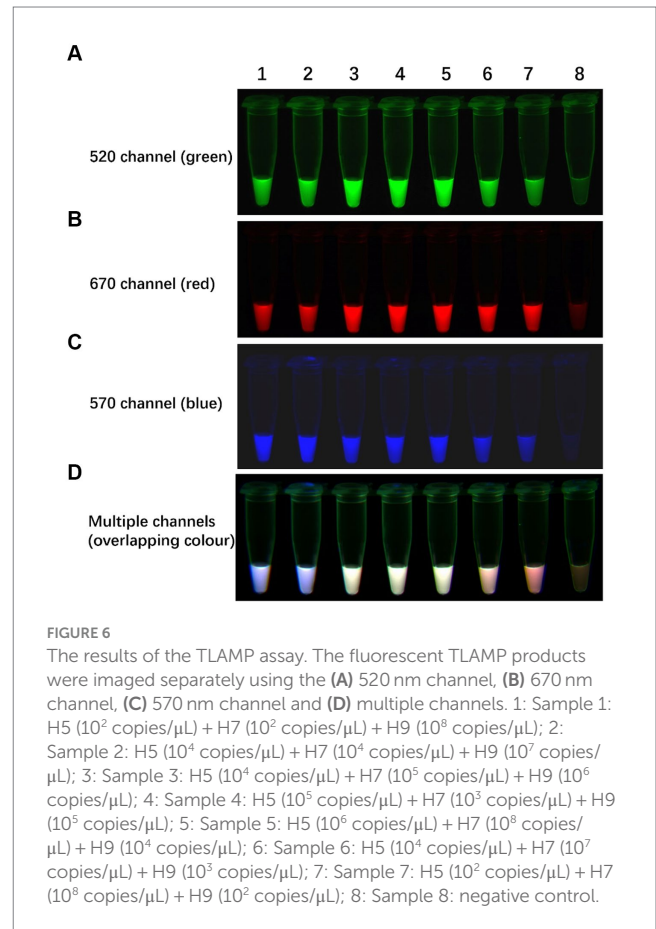 A
1 2 3 4 5 6 7 8
520 channel (green)
B
670 channel (red)
C
570 channel (blue)
D
Multiple channels
(overlapping colour)
FIGURE 6
The results of the TLAMP assay. The fluorescent TLAMP products
were imaged separately using the (A) 520 nm channel, (B) 670 nm
channel, (C) 570 nm channel and (D) multiple channels. 1: Sample 1:
H5 (10² copies/μL) + H7 (10² copies/μL) + H9 (10⁸ copies/μL); 2:
Sample 2: H5 (10⁴ copies/μL) + H7 (10⁴ copies/μL) + H9 (10⁷ copies/
μL); 3: Sample 3: H5 (10⁴ copies/μL) + H7 (10⁵ copies/μL) + H9 (10⁶
copies/μL); 4: Sample 4: H5 (10⁵ copies/μL) + H7 (10³ copies/μL) + H9
(10⁵ copies/μL); 5: Sample 5: H5 (10⁶ copies/μL) + H7 (10⁸ copies/
μL) + H9 (10⁴ copies/μL); 6: Sample 6: H5 (10⁴ copies/μL) + H7 (10⁷
copies/μL) + H9 (10³ copies/μL); 7: Sample 7: H5 (10² copies/μL) + H7
(10⁸ copies/μL) + H9 (10² copies/μL); 8: Sample 8: negative control.